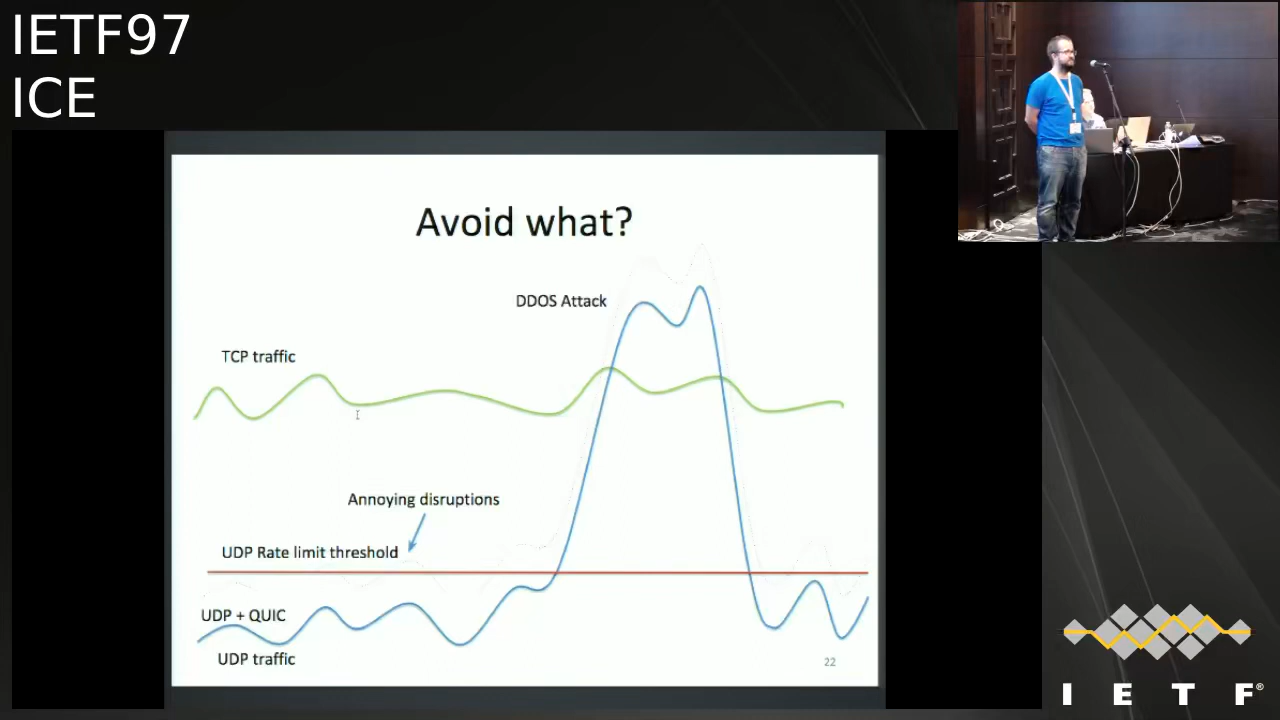 IETF97
ICE
Avoid what?
DDOS Attack
TCP traffic
Annoying disruptions
UDP Rate limit threshold
UDP + QUIC
UDP traffic
22
I E T F®